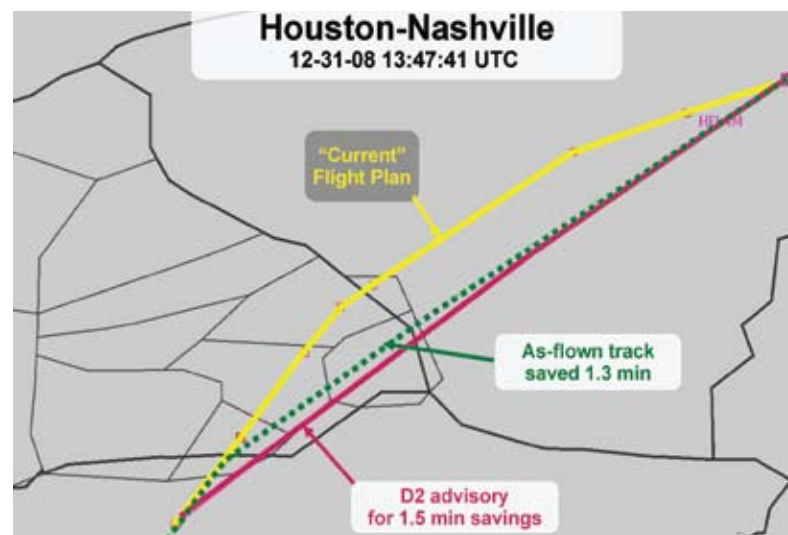 Houston-Nashville
12-31-08 13:47:41 UTC
“Current”
Flight Plan
As-flown track
saved 1.3 min
D2 advisory
for 1.5 min savings